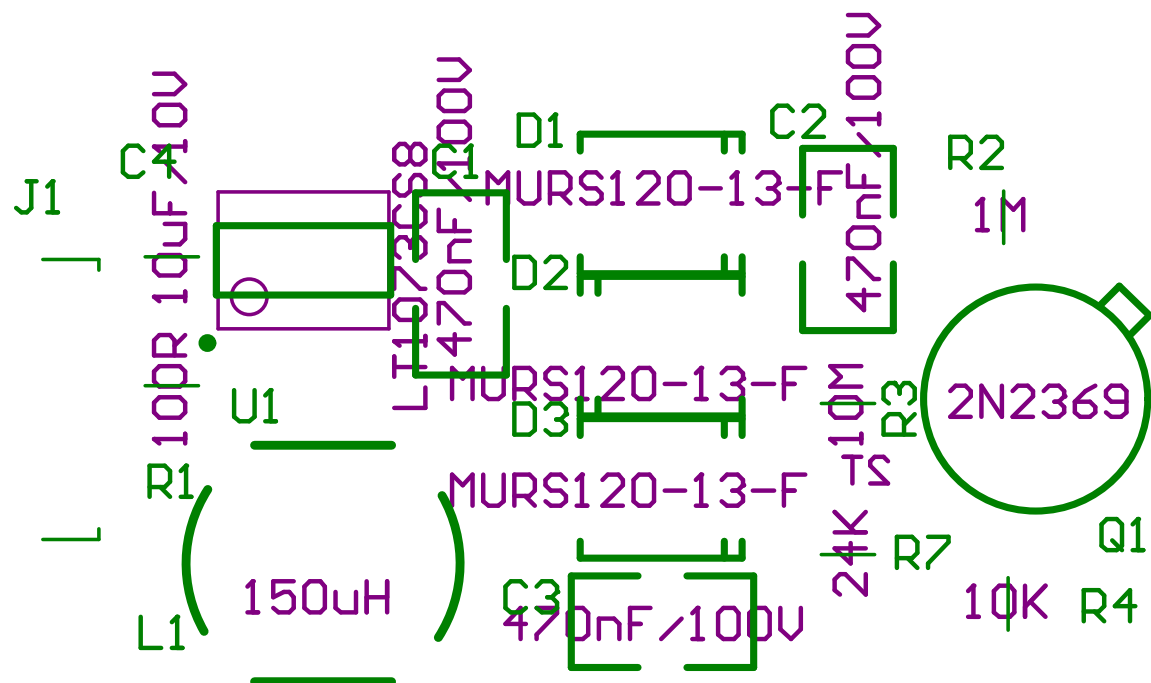 C4
10uF/10V
J1
LT1073CS8
C1
470nF/100V
D1
MURS120-13-F
C2
470nF/100V
R2
1M
D2
MURS120-13-F
100R
R1
U1
D3
MURS120-13-F
10M
R3
2N2369
Q1
24K
R7
10K
R4
150uH
L1
C3
470nF/100V